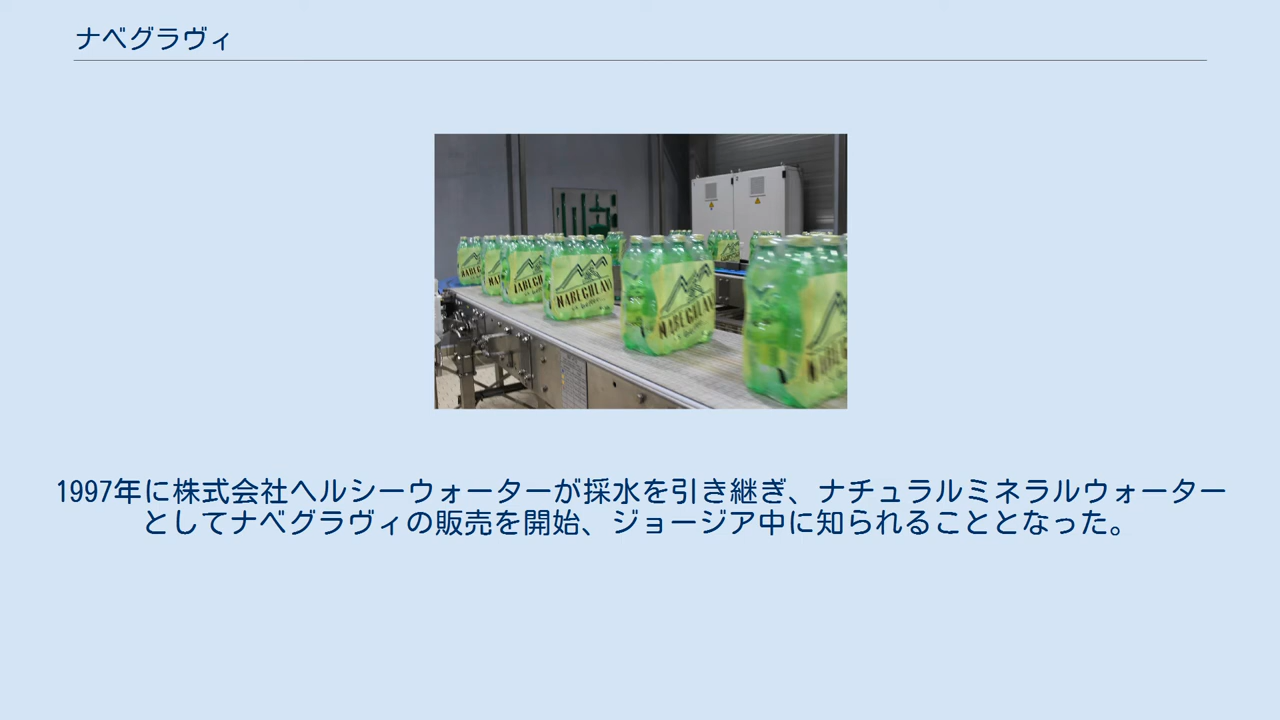 ナベグラヴィ
NABEGHLAVI
1997年に株式会社ヘルシーウォーターが採水を引き継ぎ、ナチュラルミネラルウォーター
としてナベグラヴィの販売を開始、ジョージア中に知られることとなった。